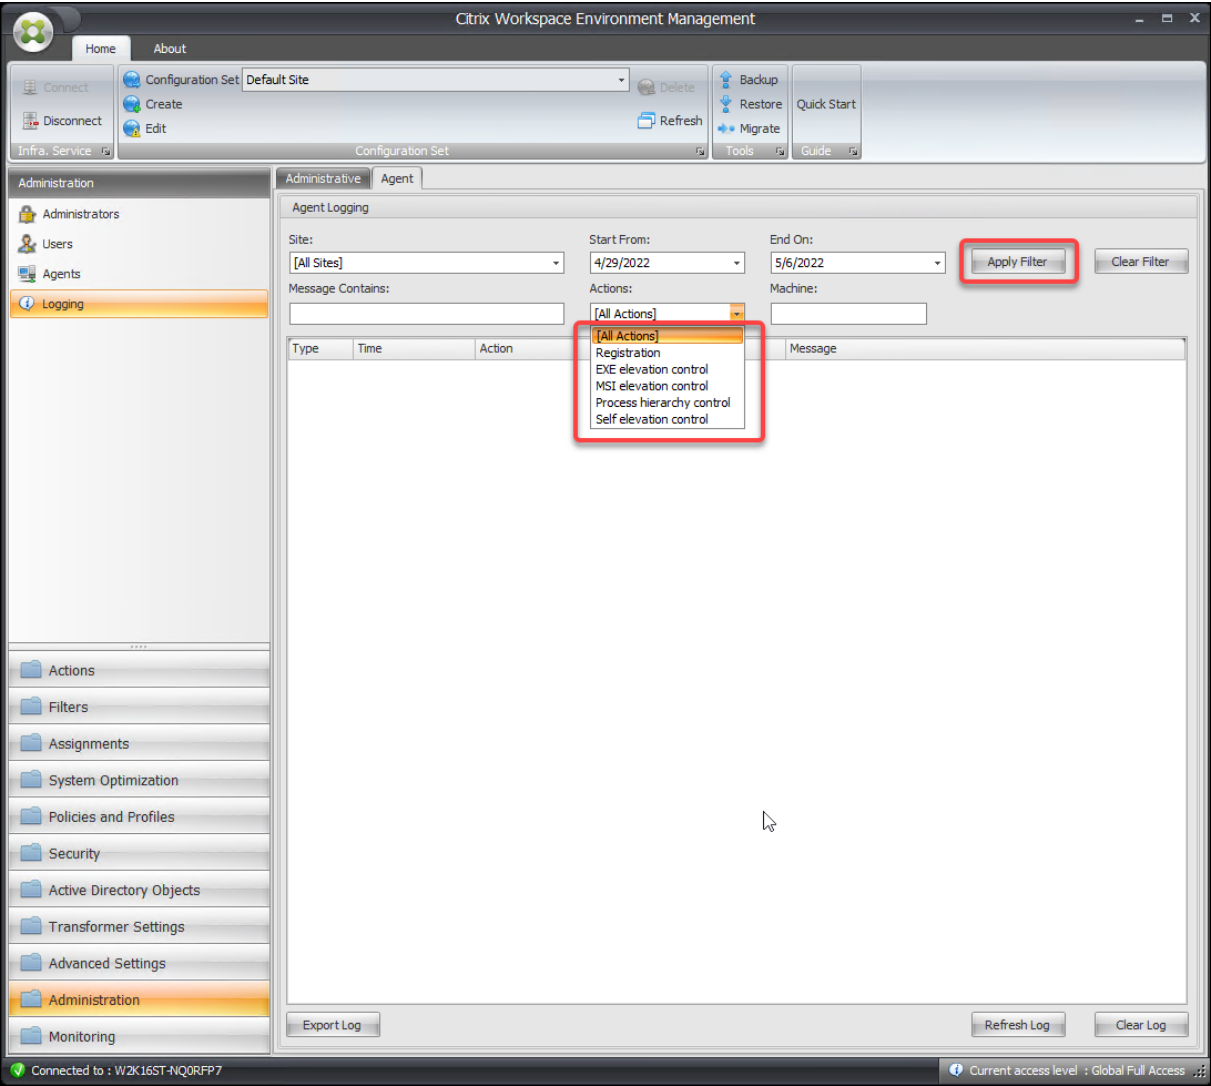 Citrix Workspace Environment Management
Home About
Connect
Disconnect
Infra. Service
Configuration Set Default Site
Create
Edit
Delete
Refresh
Configuration Set
Backup
Restore
Migrate
Tools
Quick Start
Guide
Administration
Administrators
Users
Agents
Logging
Actions
Filters
Assignments
System Optimization
Policies and Profiles
Security
Active Directory Objects
Transformer Settings
Advanced Settings
Administration
Monitoring
Administrative Agent
Agent Logging
Site: Start From: End On:
[All Sites] 4/29/2022 5/6/2022 Apply Filter Clear Filter
Message Contains: Actions: Machine:
[All Actions]
Type Time Action Message
[All Actions]
Registration
EXE elevation control
MSI elevation control
Process hierarchy control
Self elevation control
Export Log Refresh Log Clear Log
Connected to : W2K16ST-NQ0RFP7 Current access level : Global Full Access